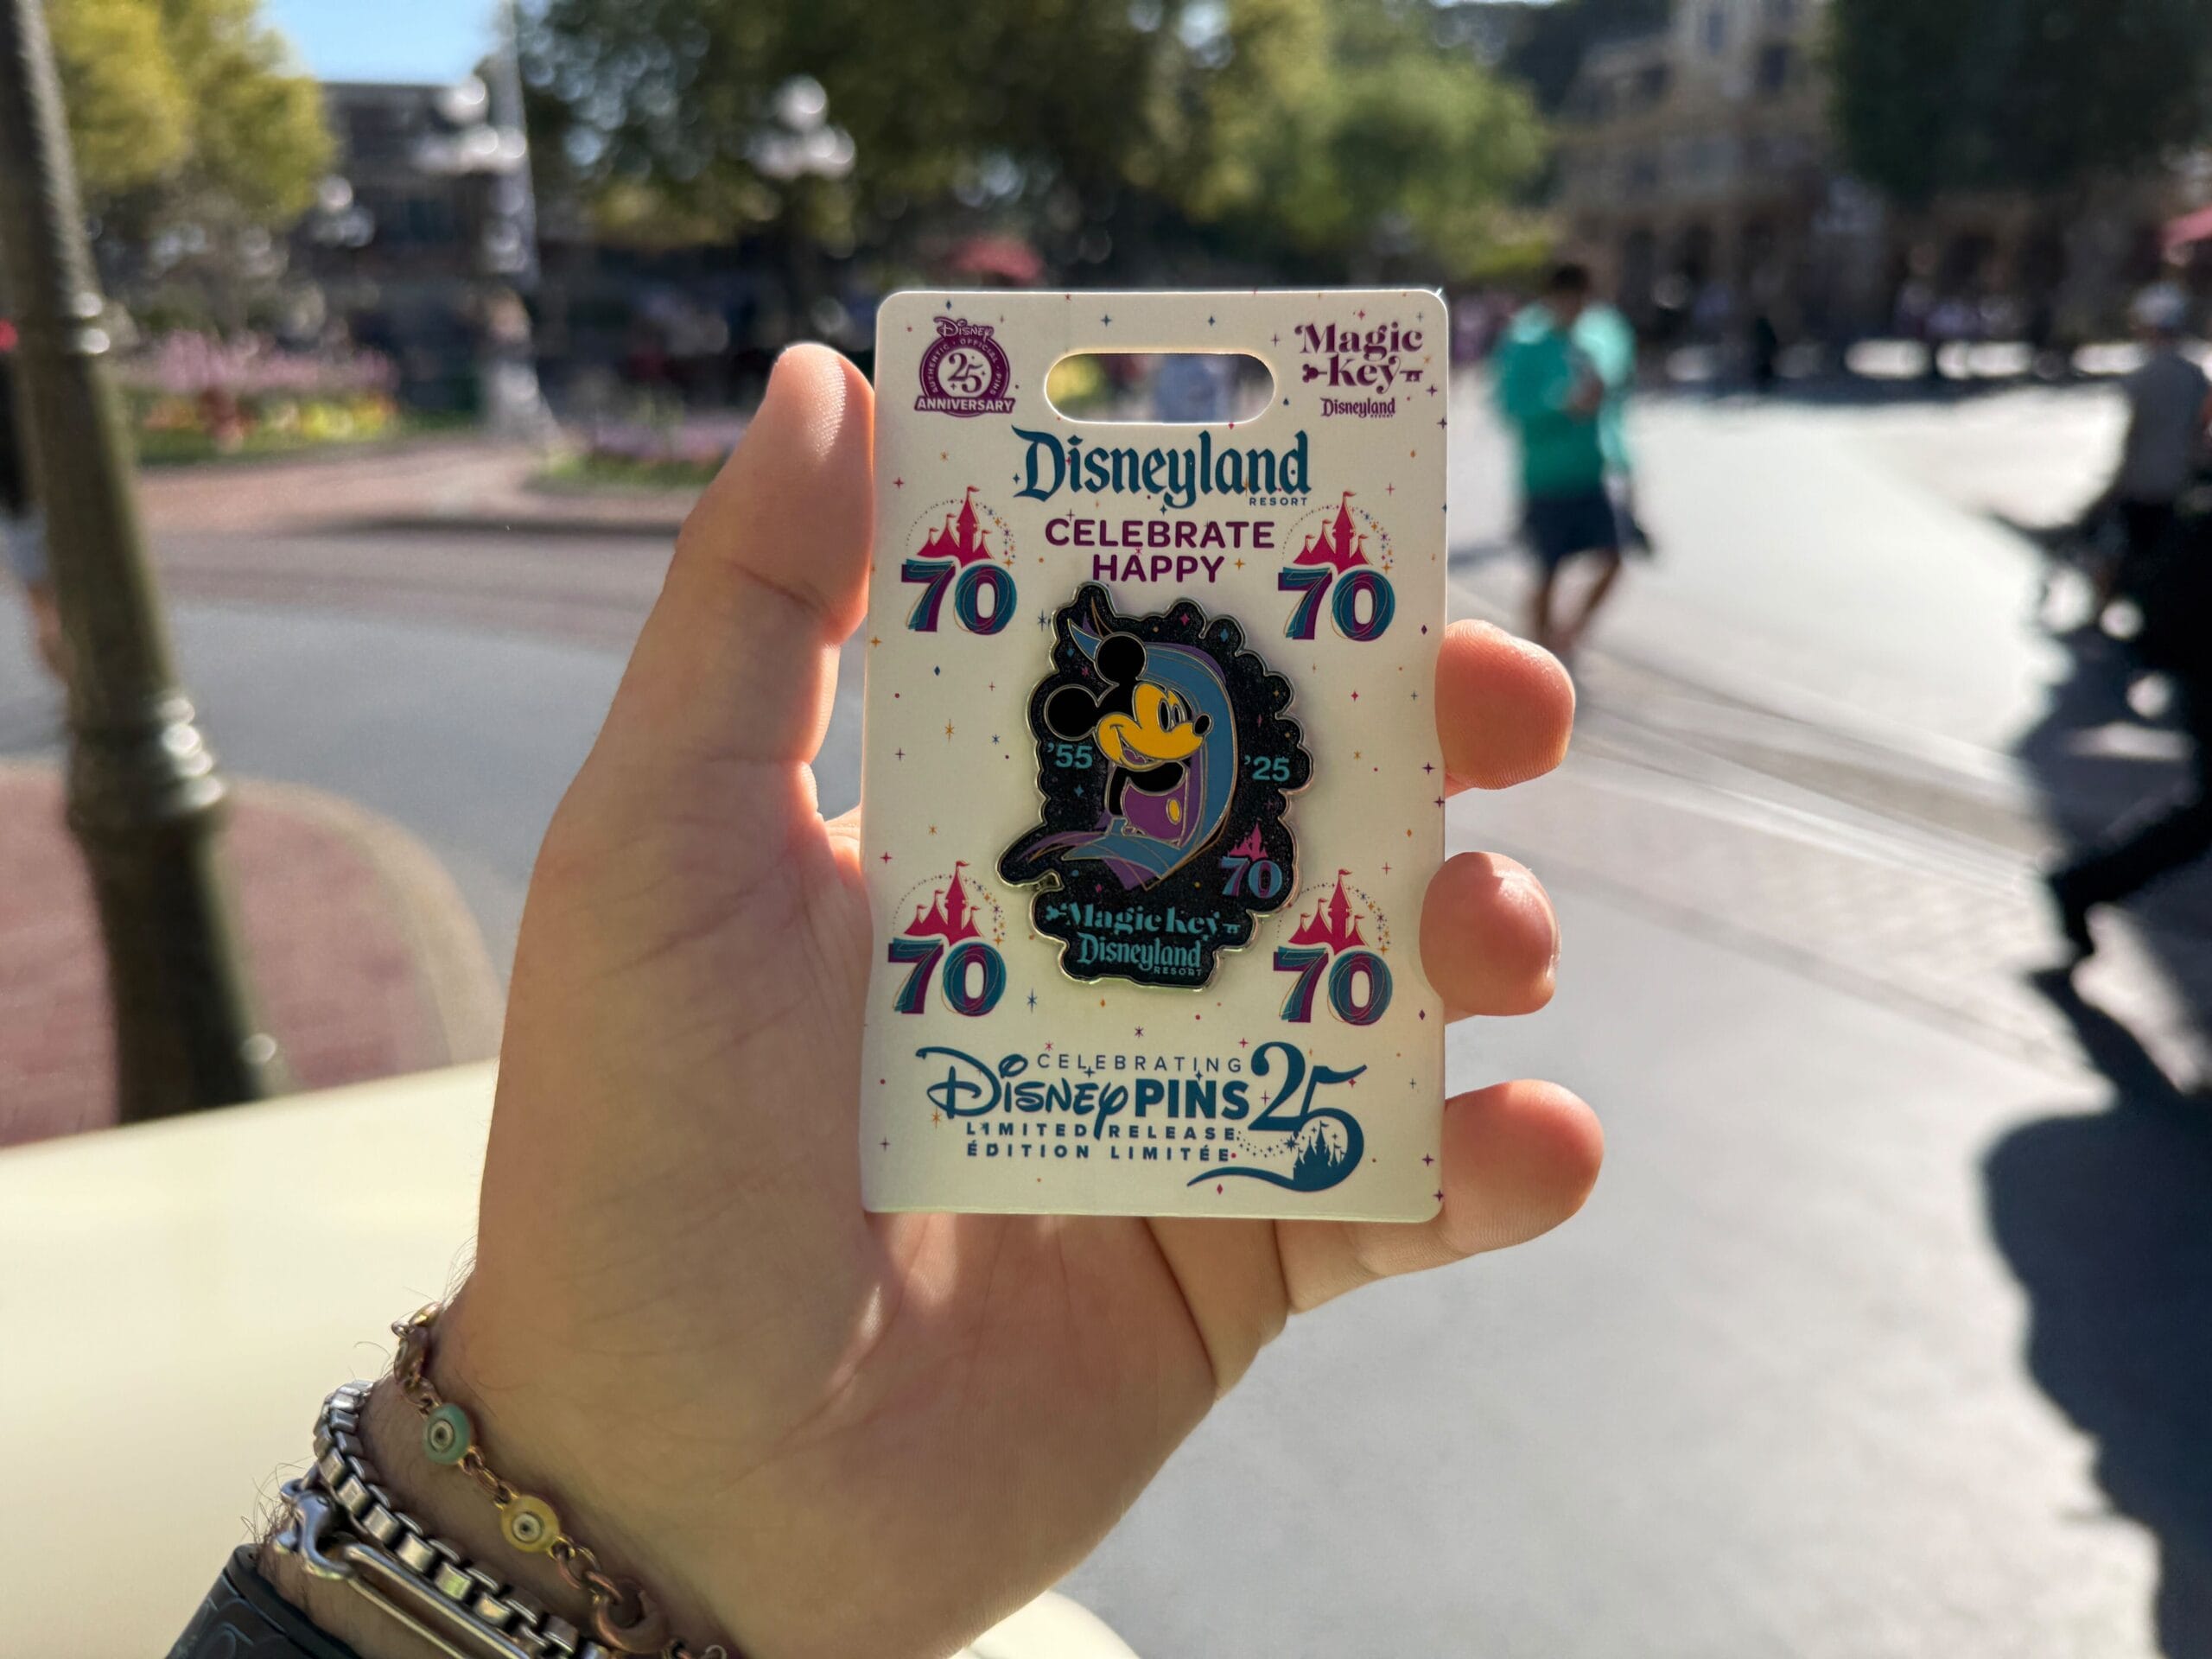 Disney
AUTHENTIC • OFFICIAL • PINS
25
ANNIVERSARY
Magic
Key
Disneyland
RESORT
Disneyland
RESORT
CELEBRATE
HAPPY
70
70
'55
'25
70
Magic Key
Disneyland
RESORT
70
70
CELEBRATING
Disney PINS 25
LIMITED RELEASE
ÉDITION LIMITÉE